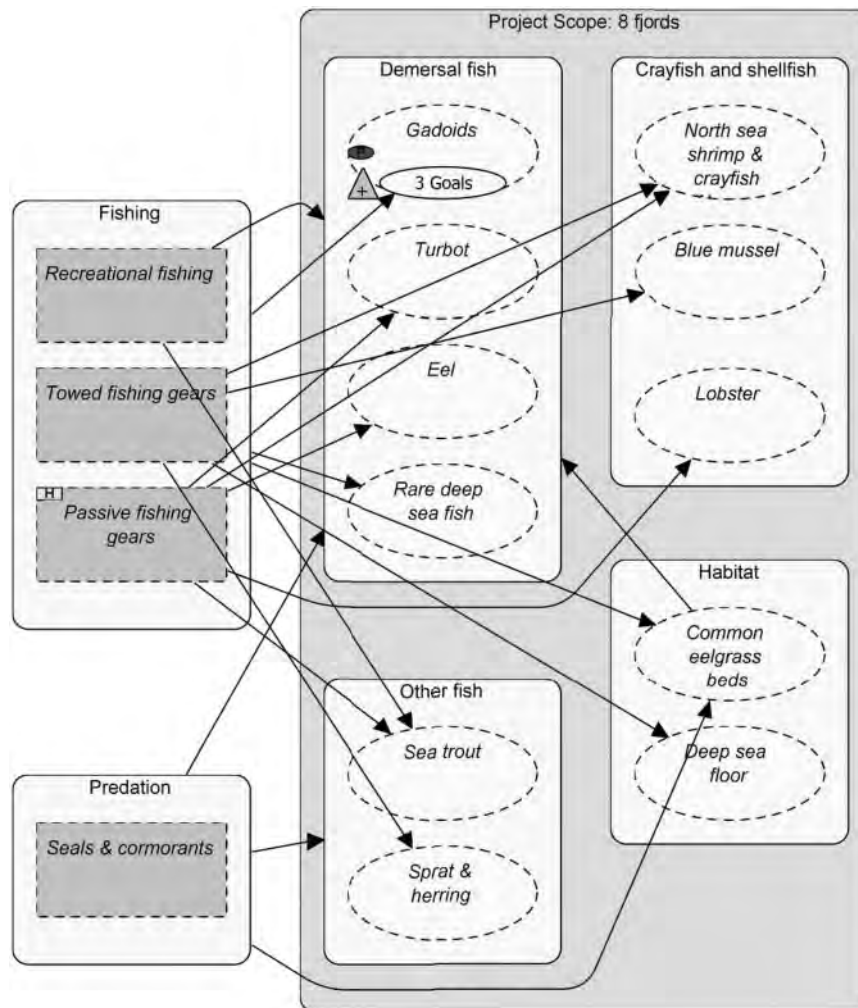 Project Scope: 8 fjords
Demersal fish
Gadoids
3 Goals
+
Turbot
Eel
Rare deep
sea fish
Crayfish and shellfish
North sea
shrimp &
crayfish
Blue mussel
Lobster
Fishing
Recreational fishing
Towed fishing gears
H
Passive fishing
gears
Habitat
Common
eelgrass
beds
Deep sea
floor
Other fish
Sea trout
Sprat &
herring
Predation
Seals & cormorants